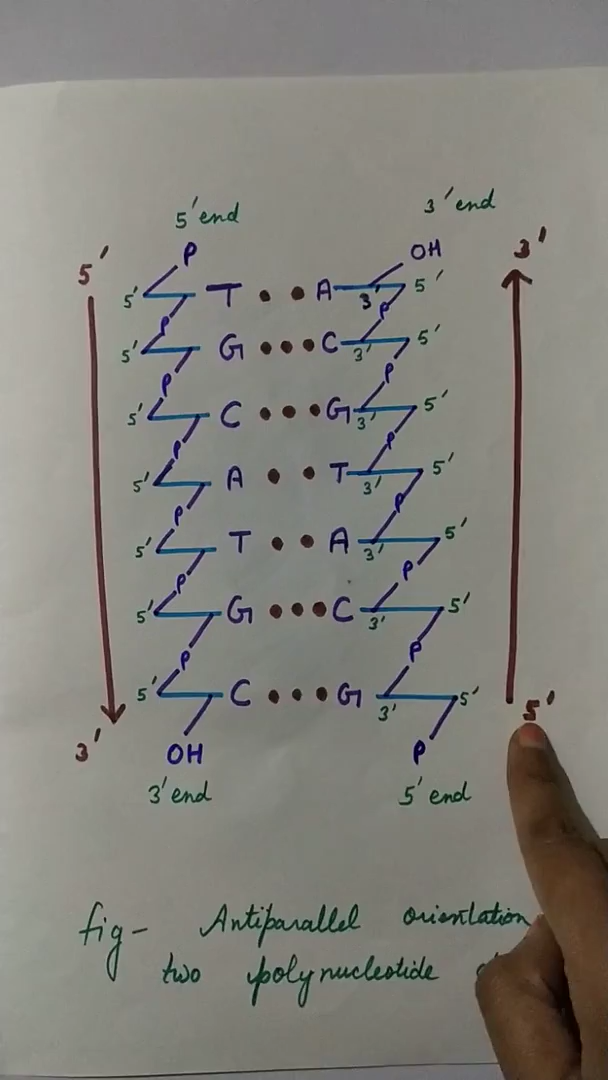 5' end 3' end
5' P OH 3'
5' T • • A 3' 5'
P P
5' G • • • C 3' 5'
P P
5' C • • • G 3' 5'
P P
5' A • • T 3' 5'
P P
5' T • • A 3' 5'
P P
5' G • • • C 3' 5'
P P
5' C • • • G 3' 5' 5'
3' OH P
3' end 5' end
fig- Antiparallel orientation
two polynucleotide